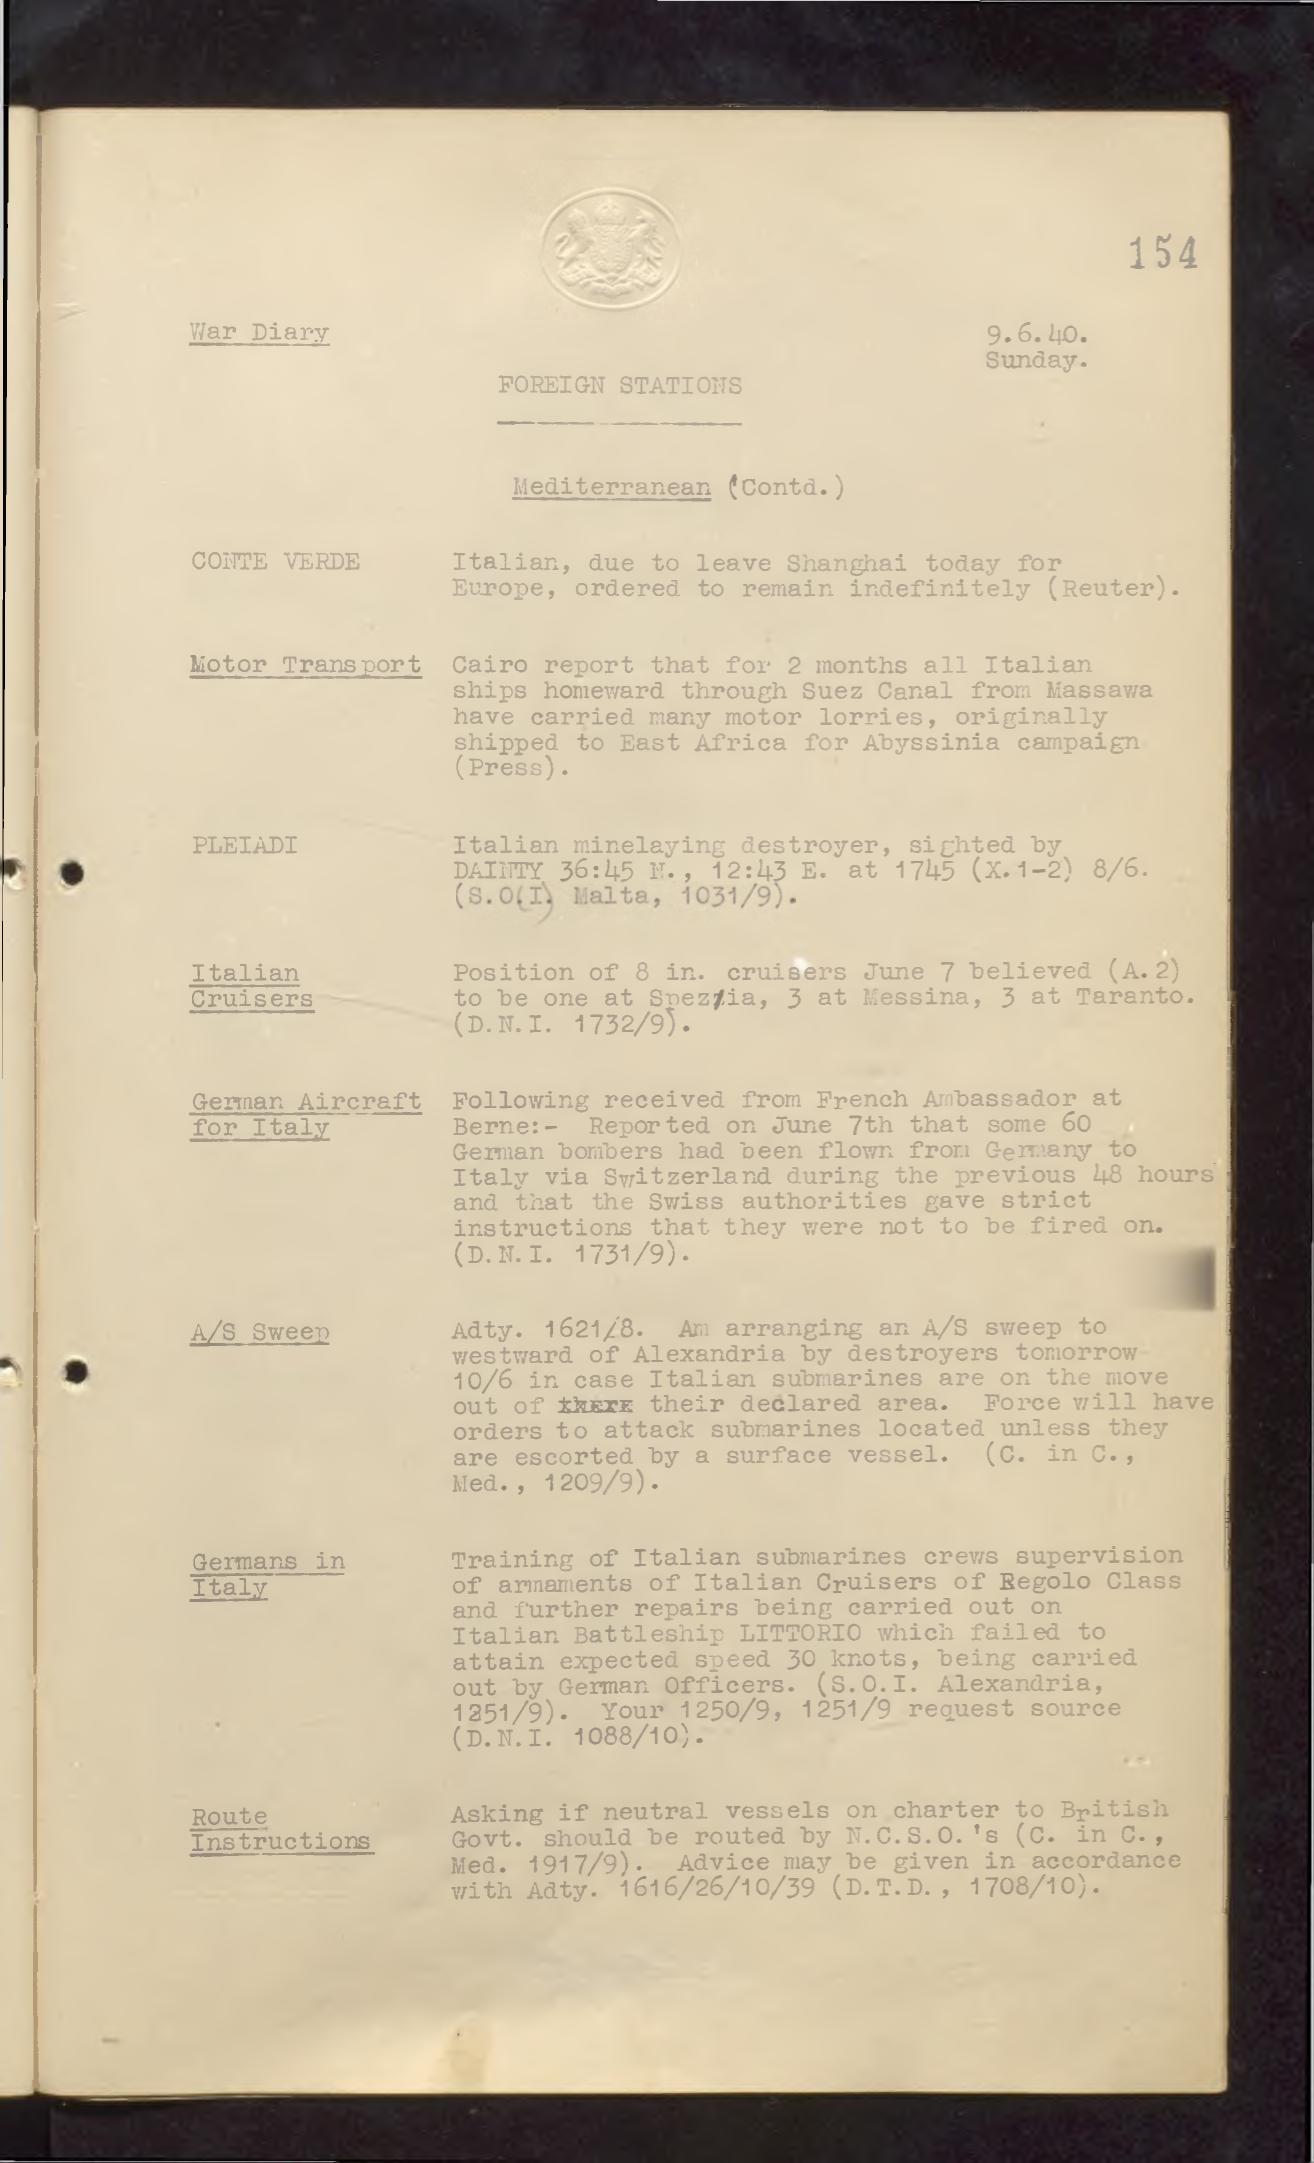 154
War Diary
9.6.40.
Sunday.
FOREIGN STATIONS
Mediterranean (Contd.)
CONTE VERDE Italian, due to leave Shanghai today for
Europe, ordered to remain indefinitely (Reuter).
Motor Transport Cairo report that for 2 months all Italian
ships homeward through Suez Canal from Massawa
have carried many motor lorries, originally
shipped to East Africa for Abyssinia campaign
(Press).
PLEIADI Italian minelaying destroyer, sighted by
DAINTY 36:45 N., 12:43 E. at 1745 (X.1-2) 8/6.
(S.O.(I) Malta, 1031/9).
Italian Position of 8 in. cruisers June 7 believed (A.2)
Cruisers to be one at Spezia, 3 at Messina, 3 at Taranto.
(D.N.I. 1732/9).
German Aircraft Following received from French Ambassador at
for Italy Berne:- Reported on June 7th that some 60
German bombers had been flown from Germany to
Italy via Switzerland during the previous 48 hours
and that the Swiss authorities gave strict
instructions that they were not to be fired on.
(D.N.I. 1731/9).
A/S Sweep Adty. 1621/8. Am arranging an A/S sweep to
westward of Alexandria by destroyers tomorrow
10/6 in case Italian submarines are on the move
out of their declared area. Force will have
orders to attack submarines located unless they
are escorted by a surface vessel. (C. in C.,
Med., 1209/9).
Germans in Training of Italian submarines crews supervision
Italy of armaments of Italian Cruisers of Regolo Class
and further repairs being carried out on
Italian Battleship LITTORIO which failed to
attain expected speed 30 knots, being carried
out by German Officers. (S.O.I. Alexandria,
1251/9). Your 1250/9, 1251/9 request source
(D.N.I. 1088/10).
Route Asking if neutral vessels on charter to British
Instructions Govt. should be routed by N.C.S.O.'s (C. in C.,
Med. 1917/9). Advice may be given in accordance
with Adty. 1616/26/10/39 (D.T.D., 1708/10).